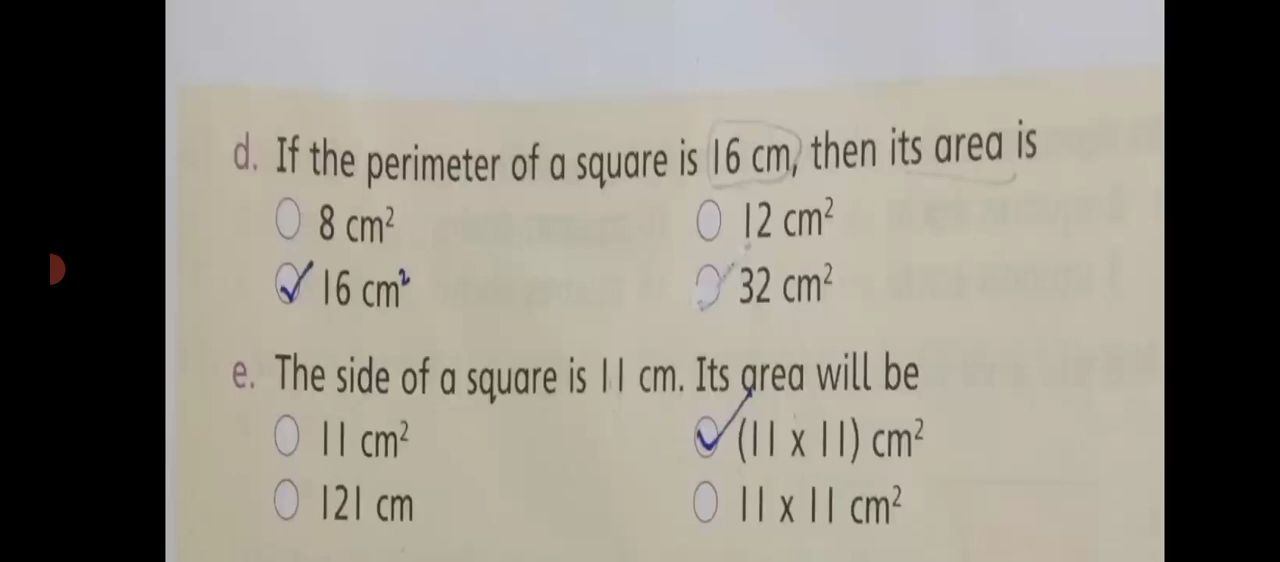 d. If the perimeter of a square is 16 cm, then its area is
8 cm² 12 cm²
16 cm² 32 cm²
e. The side of a square is 11 cm. Its area will be
11 cm² (11 x 11) cm²
121 cm 11 x 11 cm²